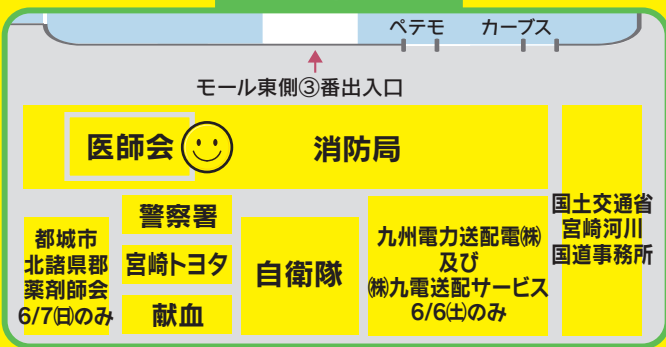 ペテモ カーブス
モール東側③番出入口
医師会 消防局
都城市
北諸県郡
薬剤師会
6/7㈰のみ
警察署
宮崎トヨタ
献血
自衛隊
九州電力送配電㈱
及び
㈱九電送配サービス
6/6㈯のみ
国土交通省
宮崎河川
国道事務所